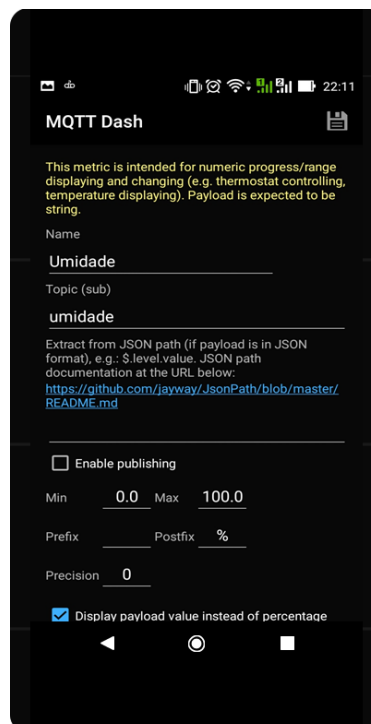 22:11
MQTT Dash
This metric is intended for numeric progress/range
displaying and changing (e.g. thermostat controlling,
temperature displaying). Payload is expected to be
string.
Name
Umidade
Topic (sub)
umidade
Extract from JSON path (if payload is in JSON
format), e.g.: $.level.value. JSON path
documentation at the URL below:
https://github.com/jayway/JsonPath/blob/master/
README.md
Enable publishing
Min 0.0 Max 100.0
Prefix Postfix %
Precision 0
Display payload value instead of percentage